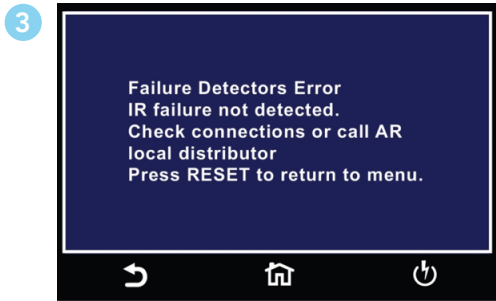 3
Failure Detectors Error
IR failure not detected.
Check connections or call AR
local distributor
Press RESET to return to menu.